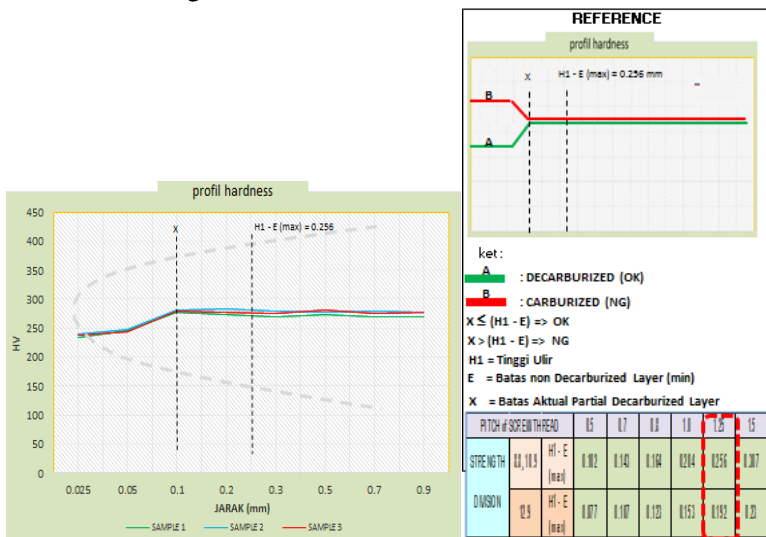 REFERENCE
profil hardness
X
H1 - E (max) = 0.256 mm
B
A
profil hardness
450
400
350
300
250
200
150
100
50
0
HV
X
H1 - E (max) = 0.256
0.025 0.05 0.1 0.2 0.3 0.5 0.7 0.9
JARAK (mm)
SAMPLE 1 SAMPLE 2 SAMPLE 3
ket :
A : DECARBURIZED (OK)
B : CARBURIZED (NG)
X ≤ (H1 - E) => OK
X > (H1 - E) => NG
H1 = Tinggi Ulir
E = Batas non Decarburized Layer (min)
X = Batas Aktual Partial Decarburized Layer
PITCH of SCREW THREAD 0.5 0.7 0.8 1.0 1.25 1.5
STRENGTH DIVISION
8.8, 10.9 H1 - E (max) 0.102 0.143 0.164 0.204 0.256 0.307
12.9 H1 - E (max) 0.077 0.107 0.123 0.153 0.192 0.23